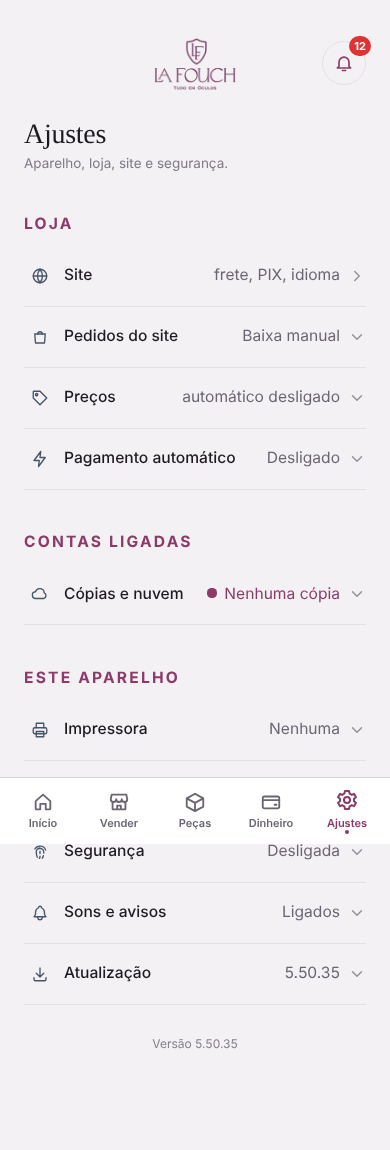 LF
LA FOUCH
Tudo em Óculos
12
Ajustes
Aparelho, loja, site e segurança.
LOJA
Site frete, PIX, idioma
Pedidos do site Baixa manual
Preços automático desligado
Pagamento automático Desligado
CONTAS LIGADAS
Cópias e nuvem Nenhuma cópia
ESTE APARELHO
Impressora Nenhuma
Início Vender Peças Dinheiro Ajustes
Segurança Desligada
Sons e avisos Ligados
Atualização 5.50.35
Versão 5.50.35